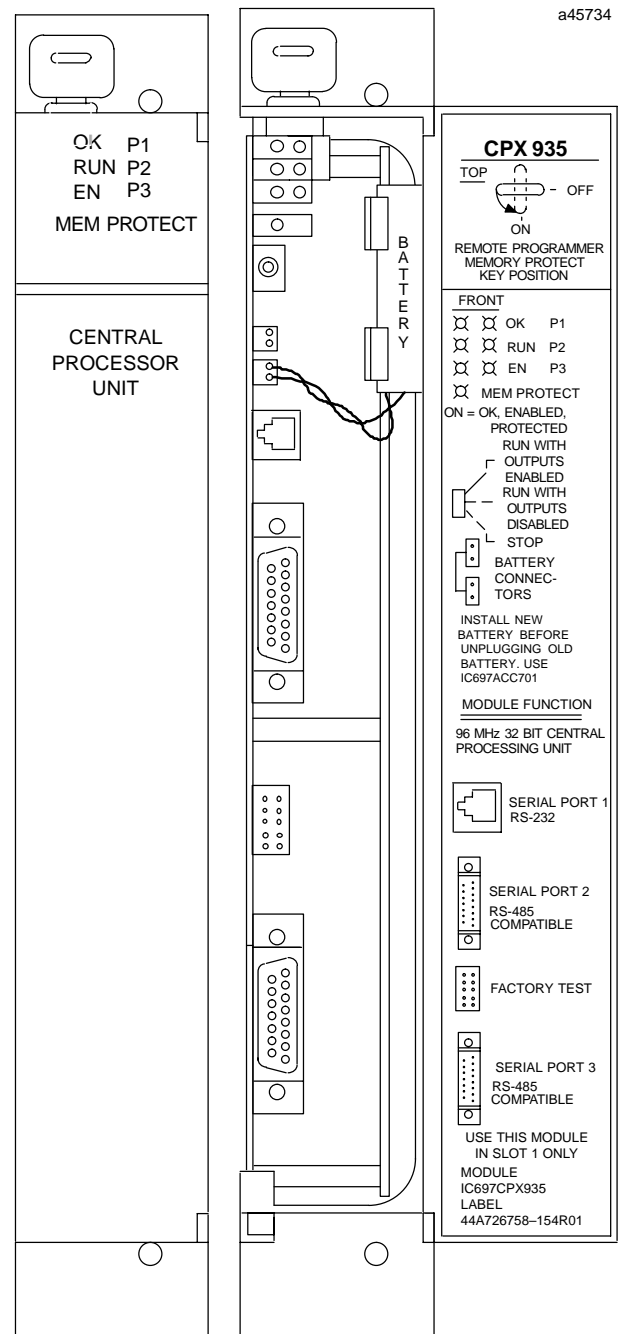 a45734
OK P1
RUN P2
EN P3
MEM PROTECT
CENTRAL
PROCESSOR
UNIT
BATTERY
CPX 935
TOP
OFF
ON
REMOTE PROGRAMMER
MEMORY PROTECT
KEY POSITION
FRONT
OK P1
RUN P2
EN P3
MEM PROTECT
ON = OK, ENABLED,
PROTECTED
RUN WITH
OUTPUTS
ENABLED
RUN WITH
OUTPUTS
DISABLED
STOP
BATTERY
CONNEC-
TORS
INSTALL NEW
BATTERY BEFORE
UNPLUGGING OLD
BATTERY. USE
IC697ACC701
MODULE FUNCTION
96 MHz 32 BIT CENTRAL
PROCESSING UNIT
SERIAL PORT 1
RS-232
SERIAL PORT 2
RS-485
COMPATIBLE
FACTORY TEST
SERIAL PORT 3
RS-485
COMPATIBLE
USE THIS MODULE
IN SLOT 1 ONLY
MODULE
IC697CPX935
LABEL
44A726758–154R01